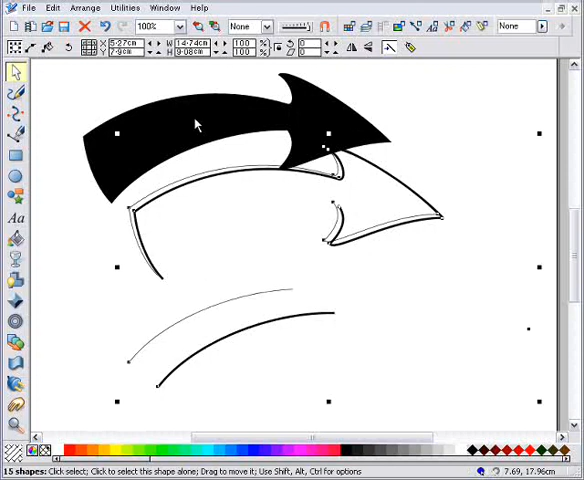 File Edit Arrange Utilities Window Help
100% None None
X 5.27cm W 14.74cm 100 0
Y 7.9cm H 9.08cm 100 0
Aa
15 shapes: Click select; Click to select this shape alone; Drag to move it; Use Shift, Alt, Ctrl for options 7.69, 17.96cm